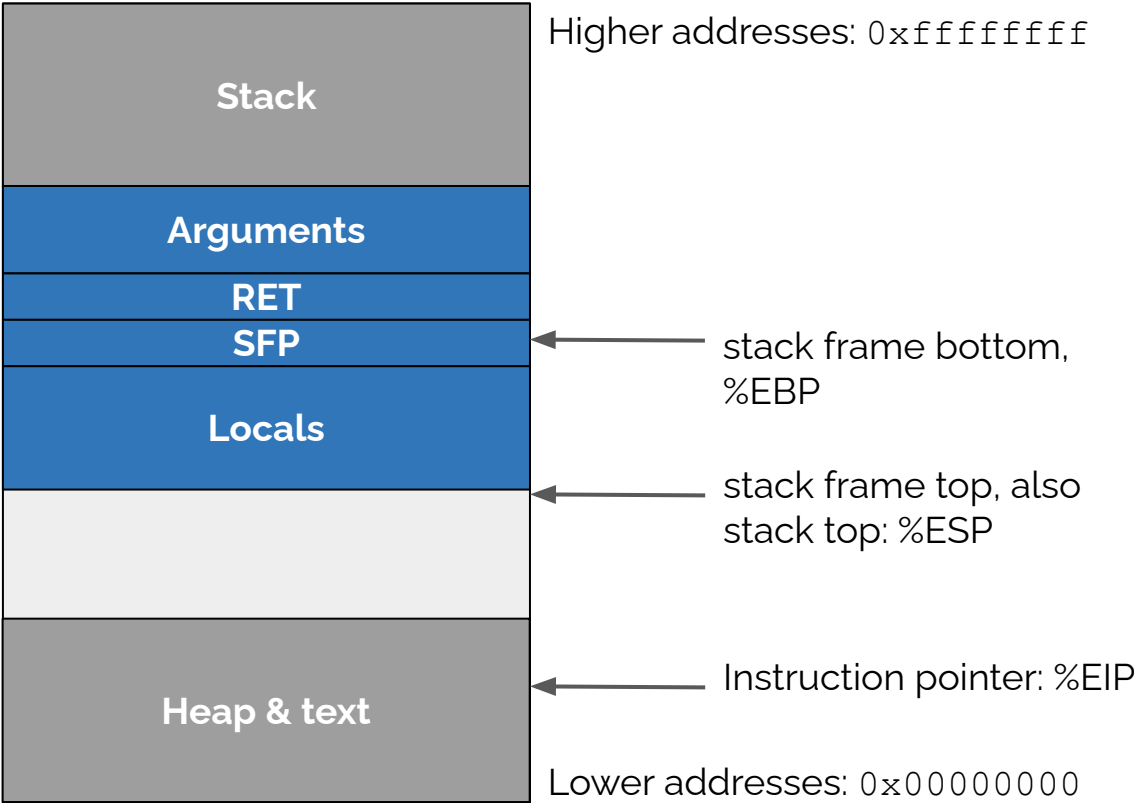 Higher addresses: 0xffffffff
Stack
Arguments
RET
SFP
stack frame bottom,
%EBP
Locals
stack frame top, also
stack top: %ESP
Instruction pointer: %EIP
Heap & text
Lower addresses: 0x00000000